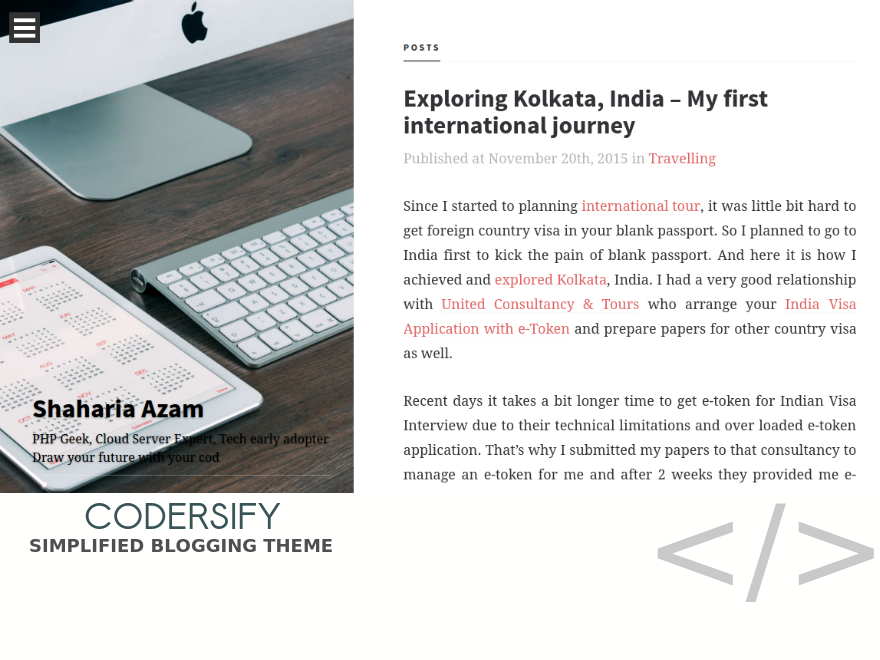 POSTS
Exploring Kolkata, India – My first
international journey
Published at November 20th, 2015 in Travelling
Since I started to planning international tour, it was little bit hard to
get foreign country visa in your blank passport. So I planned to go to
India first to kick the pain of blank passport. And here it is how I
achieved and explored Kolkata, India. I had a very good relationship
with United Consultancy & Tours who arrange your India Visa
Application with e-Token and prepare papers for other country visa
as well.
Recent days it takes a bit longer time to get e-token for Indian Visa
Interview due to their technical limitations and over loaded e-token
application. That’s why I submitted my papers to that consultancy to
manage an e-token for me and after 2 weeks they provided me e-
MAR
MAY
JUN
AUG
NOV
OCT
DEC
Shaharia Azam
PHP Geek, Cloud Server Expert, Tech early adopter
Draw your future with your cod
CODERSIFY
SIMPLIFIED BLOGGING THEME
</>